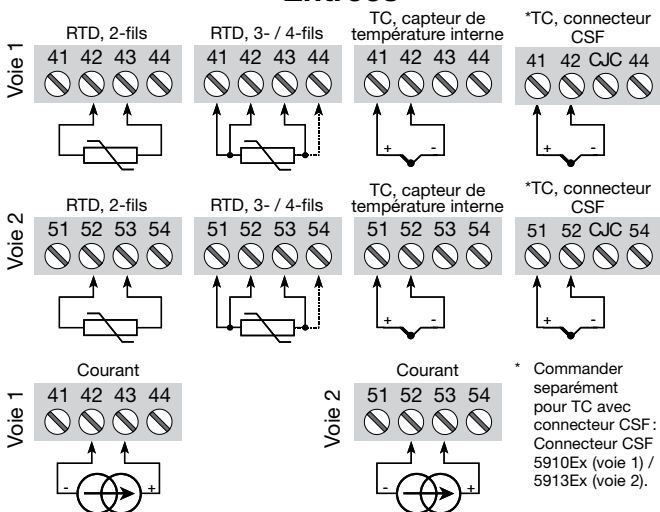 RTD, 2-fils
RTD, 3- / 4-fils
TC, capteur de
température interne
*TC, connecteur
CSF
Voie 1
41 42 43 44
41 42 43 44
41 42 43 44
41 42 CJC 44
+ -
+ -
RTD, 2-fils
RTD, 3- / 4-fils
TC, capteur de
température interne
*TC, connecteur
CSF
Voie 2
51 52 53 54
51 52 53 54
51 52 53 54
51 52 CJC 54
+ -
+ -
Courant
Voie 1
41 42 43 44
- +
Courant
Voie 2
51 52 53 54
- +
* Commander
separément
pour TC avec
connecteur CSF:
Connecteur CSF
5910Ex (voie 1) /
5913Ex (voie 2).